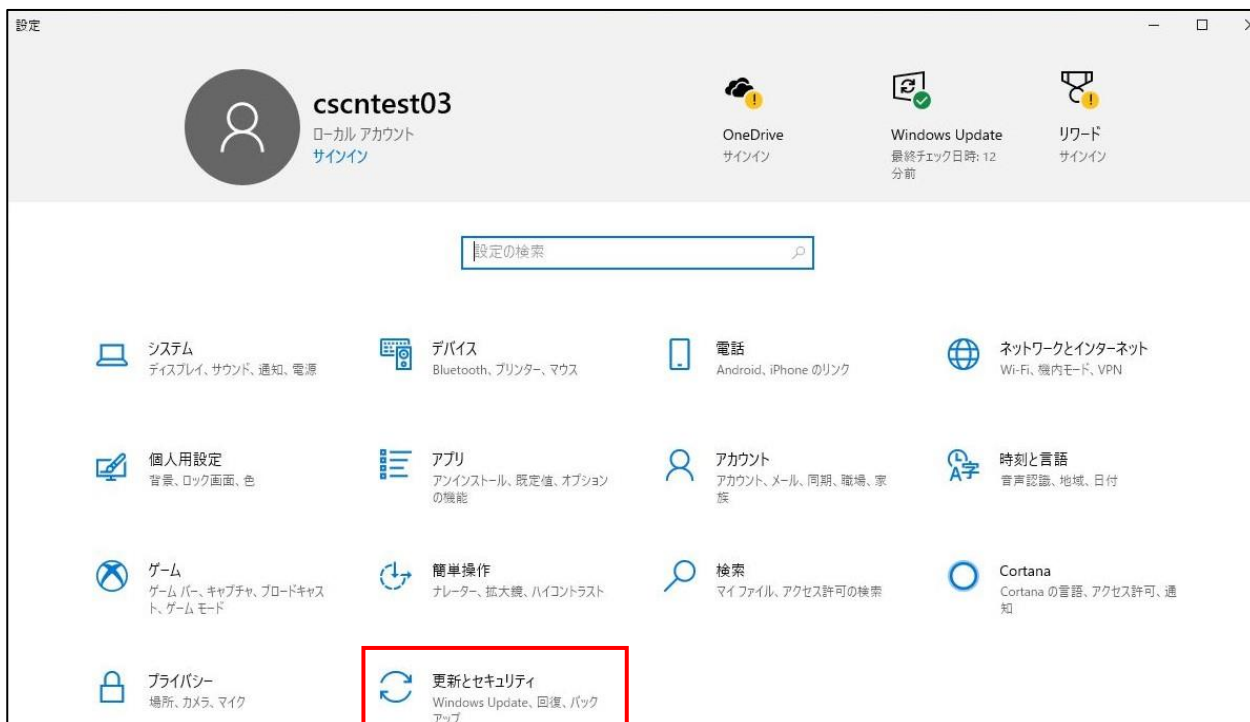 設定
cscntest03
ローカル アカウント
サインイン
OneDrive
サインイン
Windows Update
最終チェック日時: 12
分前
リワード
サインイン
設定の検索
システム
ディスプレイ、サウンド、通知、電源
デバイス
Bluetooth、プリンター、マウス
電話
Android、iPhone のリンク
ネットワークとインターネット
Wi-Fi、機内モード、VPN
個人用設定
背景、ロック画面、色
アプリ
アンインストール、既定値、オプション
の機能
アカウント
アカウント、メール、同期、職場、家
族
時刻と言語
音声認識、地域、日付
ゲーム
ゲーム バー、キャプチャ、ブロードキャス
ト、ゲーム モード
簡単操作
ナレーター、拡大鏡、ハイコントラスト
検索
マイ ファイル、アクセス許可の検索
Cortana
Cortana の言語、アクセス許可、通
知
プライバシー
場所、カメラ、マイク
更新とセキュリティ
Windows Update、回復、バック
アップ